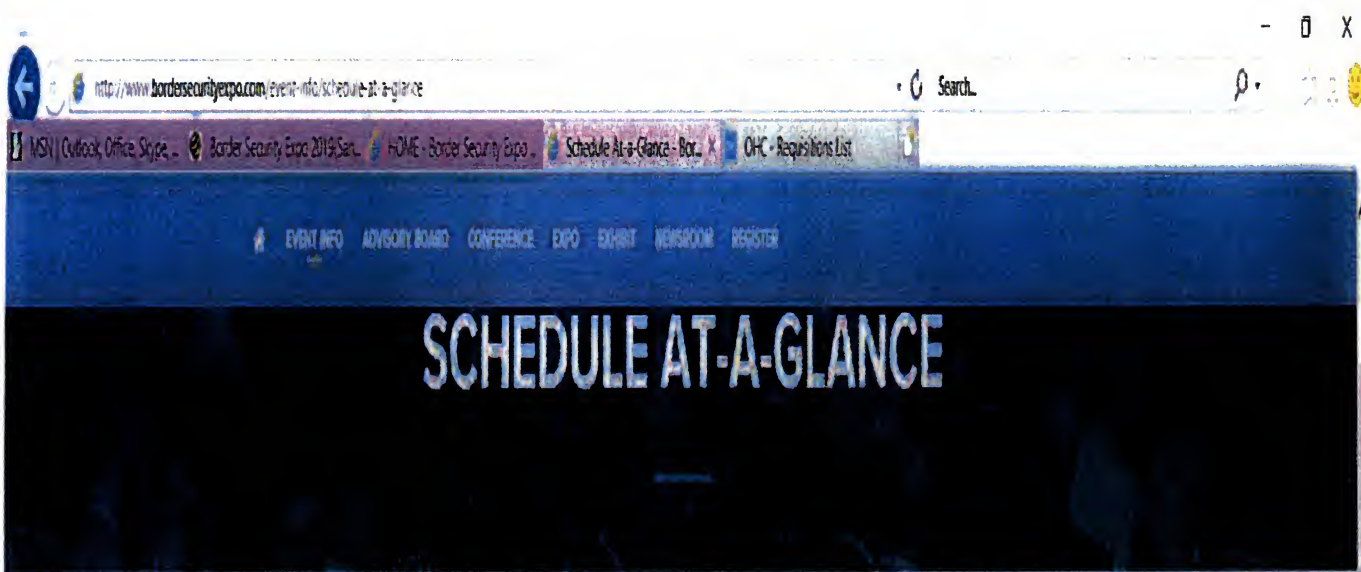 http://www.bordersecurityexpo.com/event-info/schedule-at-a-glance
Search...
MSN | Outlook, Office, Skype, ... Border Security Expo 2019, San... HOME - Border Security Expo ... Schedule At-a-Glance - Bor... X OHC - Requisitions List
EVENT INFO ADVISORY BOARD CONFERENCE EXPO EXHIBIT NEWSROOM REGISTER
SCHEDULE AT-A-GLANCE